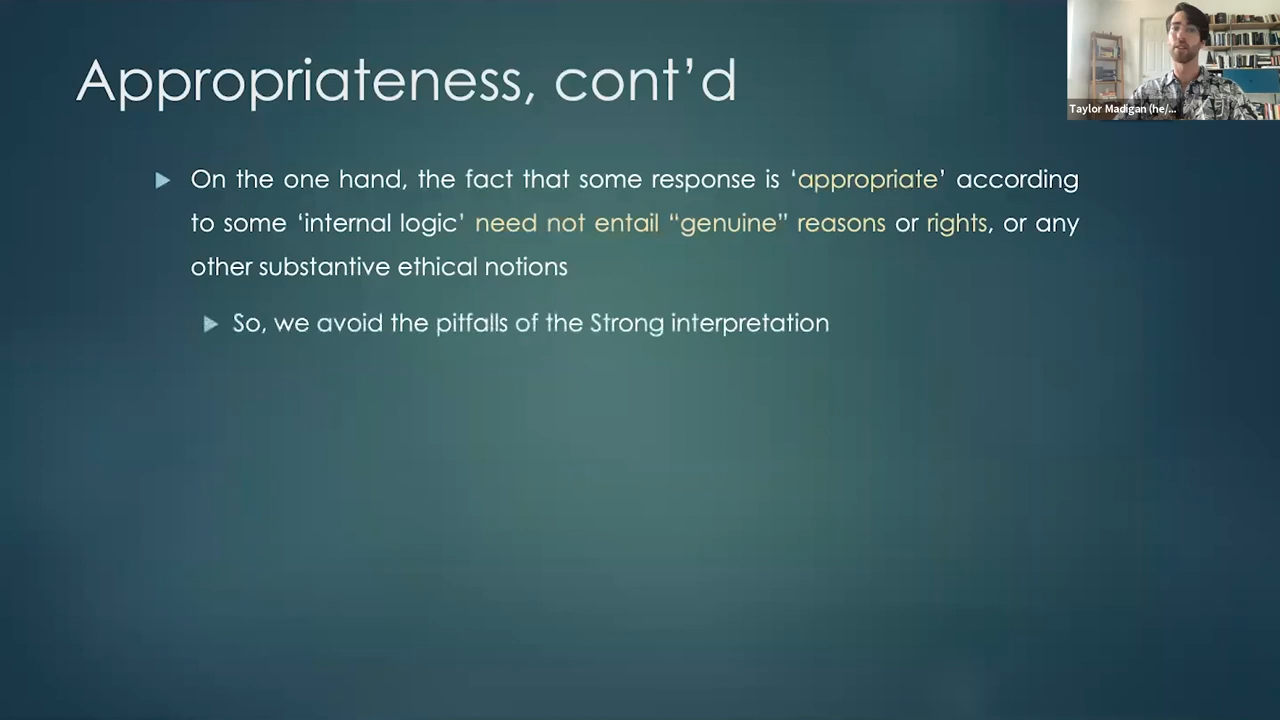 Appropriateness, cont’d
Taylor Madigan (he/...
On the one hand, the fact that some response is ‘appropriate’ according
to some ‘internal logic’ need not entail “genuine” reasons or rights, or any
other substantive ethical notions
So, we avoid the pitfalls of the Strong interpretation